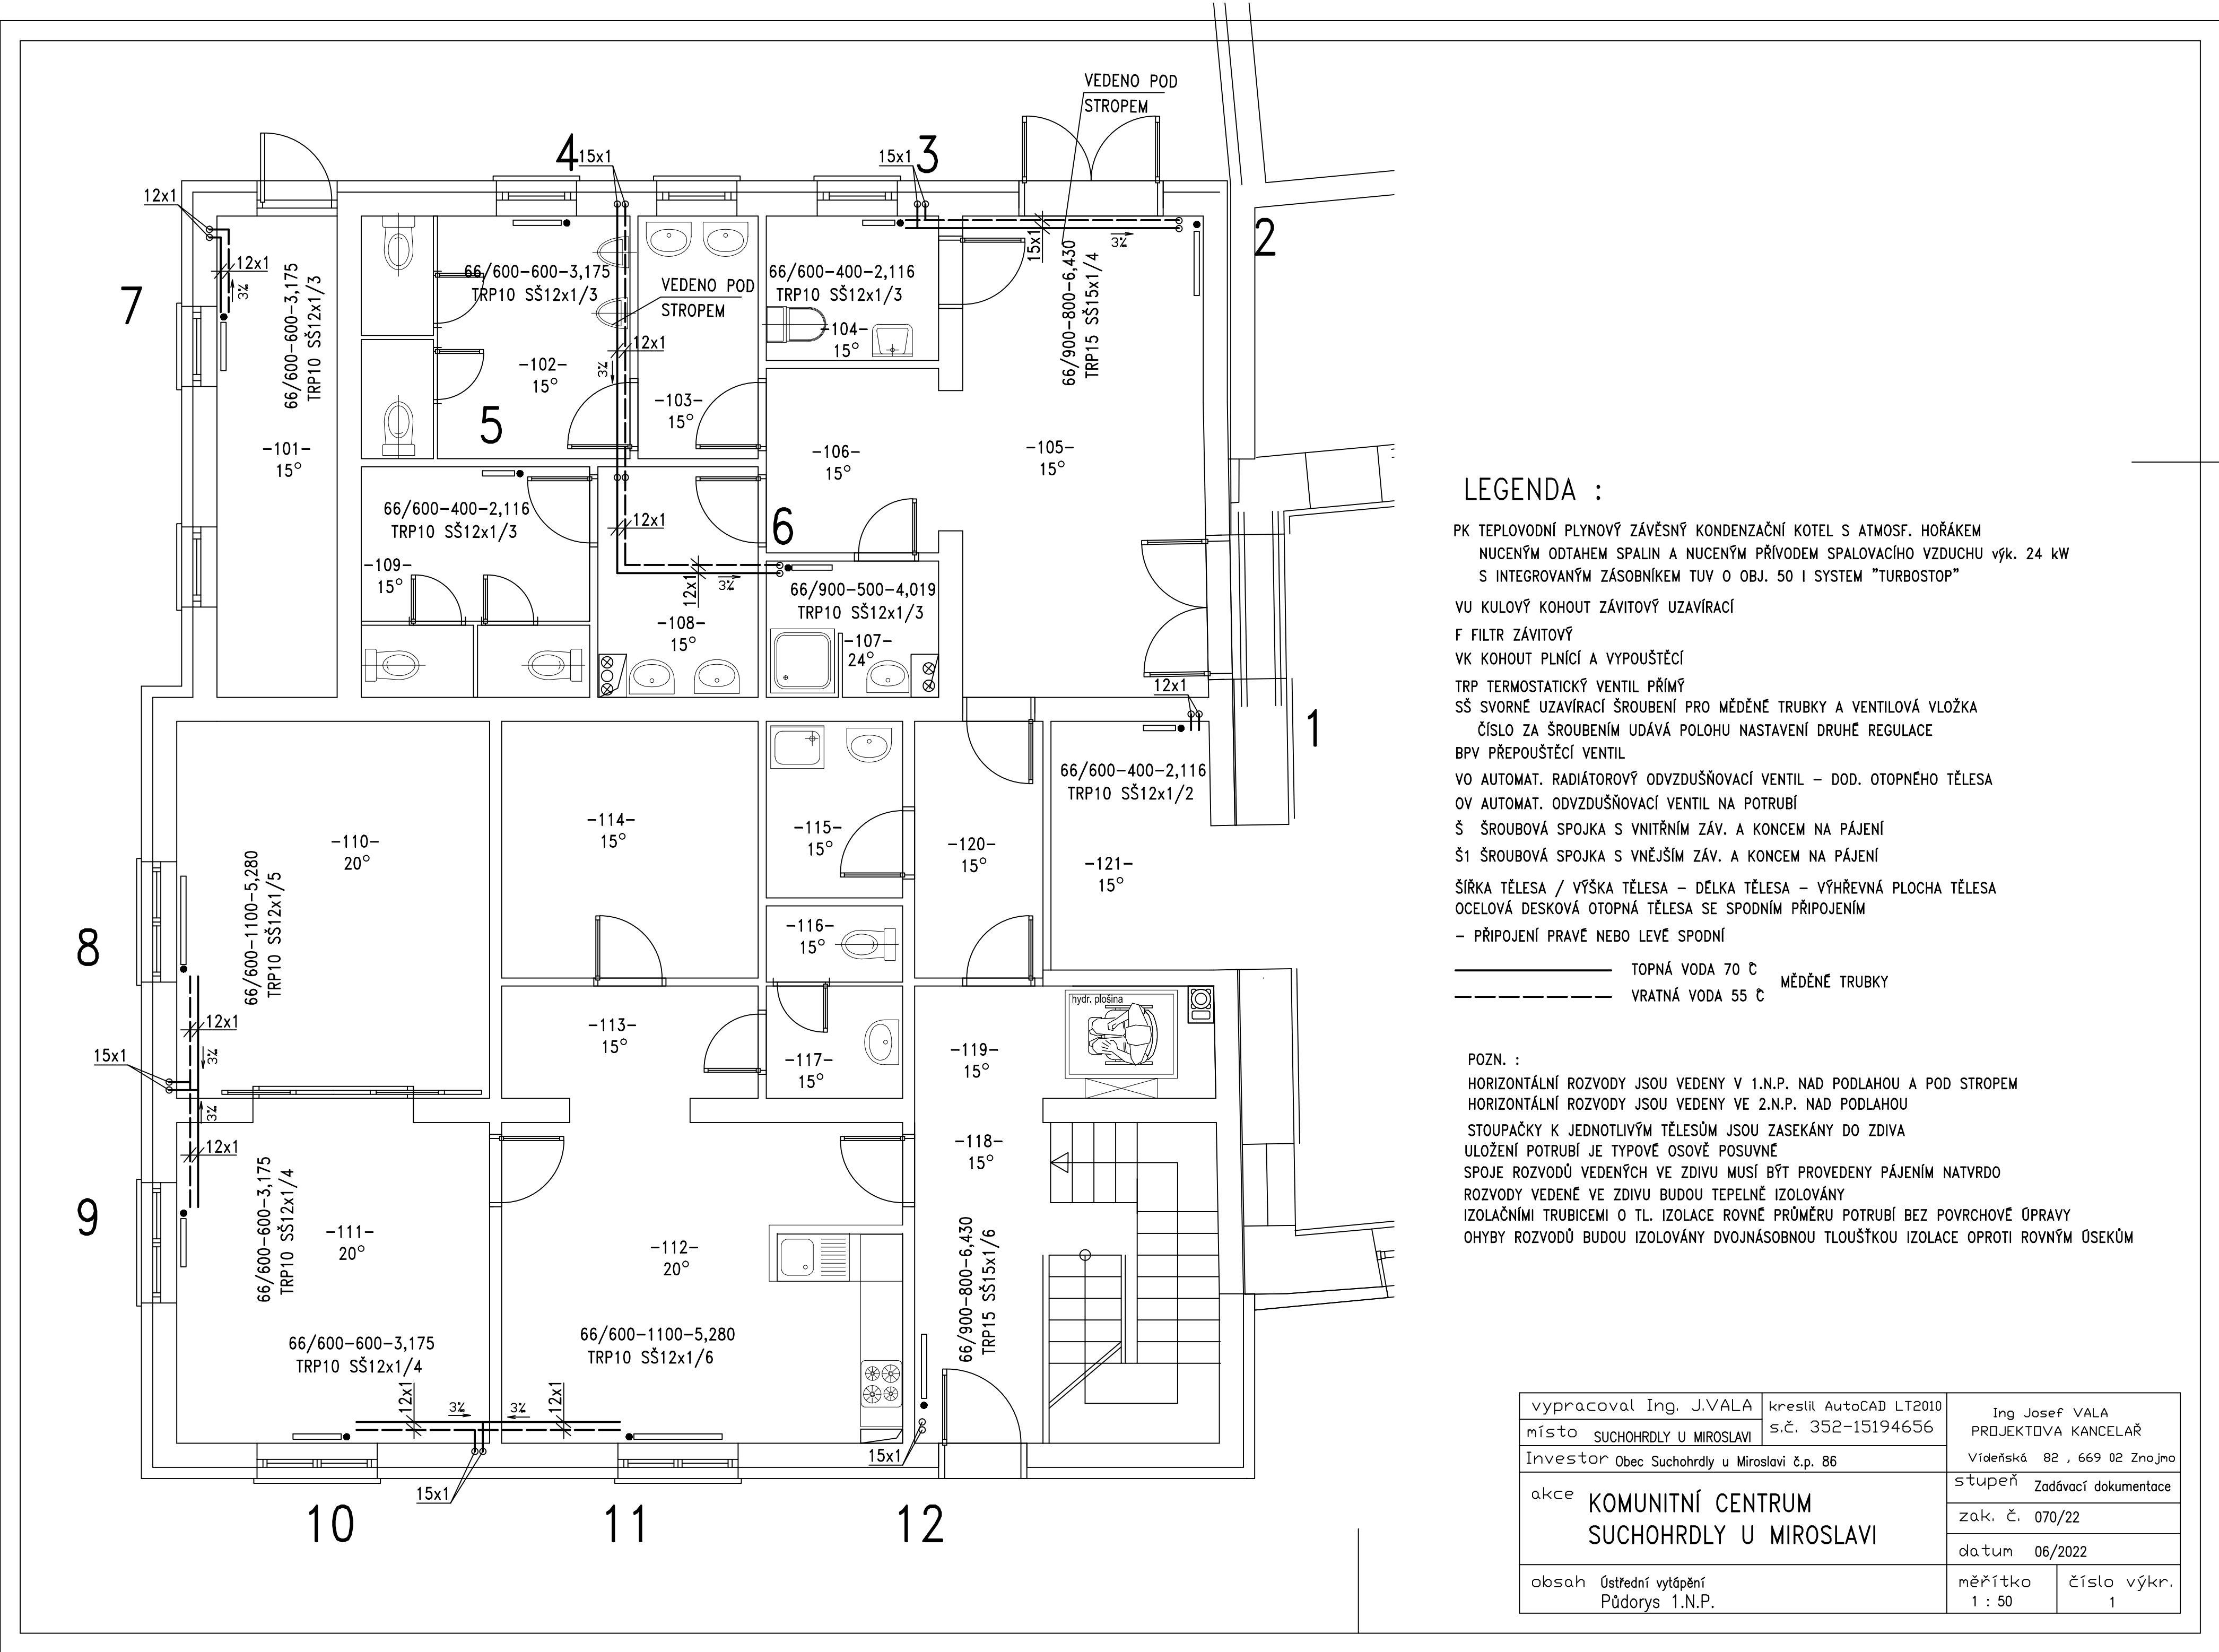 VEDENO POD
STROPEM
4
15x1
15x1
3
12x1
2
12x1
3%
7
66/600-600-3,175
TRP10 SŠ12x1/3
66/600-600-3,175
TRP10 SŠ12x1/3
VEDENO POD
STROPEM
66/600-400-2,116
TRP10 SŠ12x1/3
15x1
3%
66/900-800-6,430
TRP15 SŠ15x1/4
-104-
15°
12x1
3%
-102-
15°
-103-
15°
5
-101-
15°
-106-
15°
-105-
15°
66/600-400-2,116
TRP10 SŠ12x1/3
12x1
6
-109-
15°
12x1
3%
66/900-500-4,019
TRP10 SŠ12x1/3
-108-
15°
-107-
24°
12x1
1
66/600-400-2,116
TRP10 SŠ12x1/2
-110-
20°
-114-
15°
-115-
15°
-120-
15°
-121-
15°
66/600-1100-5,280
TRP10 SŠ12x1/5
8
-116-
15°
hydr. plošina
12x1
3%
15x1
-113-
15°
-117-
15°
-119-
15°
3%
12x1
-118-
15°
9
66/600-600-3,175
TRP10 SŠ12x1/4
-111-
20°
-112-
20°
66/900-800-6,430
TRP15 SŠ15x1/6
66/600-600-3,175
TRP10 SŠ12x1/4
66/600-1100-5,280
TRP10 SŠ12x1/6
12x1
3%
3%
12x1
15x1
15x1
10
11
12
LEGENDA :
PK TEPLOVODNÍ PLYNOVÝ ZÁVĚSNÝ KONDENZAČNÍ KOTEL S ATMOSF. HOŘÁKEM
NUCENÝM ODTAHEM SPALIN A NUCENÝM PŘÍVODEM SPALOVACÍHO VZDUCHU výk. 24 kW
S INTEGROVANÝM ZÁSOBNÍKEM TUV O OBJ. 50 l SYSTEM "TURBOSTOP"
VU KULOVÝ KOHOUT ZÁVITOVÝ UZAVÍRACÍ
F FILTR ZÁVITOVÝ
VK KOHOUT PLNÍCÍ A VYPOUŠTĚCÍ
TRP TERMOSTATICKÝ VENTIL PŘÍMÝ
SŠ SVORNÉ UZAVÍRACÍ ŠROUBENÍ PRO MĚDĚNÉ TRUBKY A VENTILOVÁ VLOŽKA
ČÍSLO ZA ŠROUBENÍM UDÁVÁ POLOHU NASTAVENÍ DRUHÉ REGULACE
BPV PŘEPOUŠTĚCÍ VENTIL
VO AUTOMAT. RADIÁTOROVÝ ODVZDUŠŇOVACÍ VENTIL - DOD. OTOPNÉHO TĚLESA
OV AUTOMAT. ODVZDUŠŇOVACÍ VENTIL NA POTRUBÍ
Š ŠROUBOVÁ SPOJKA S VNITŘNÍM ZÁV. A KONCEM NA PÁJENÍ
Š1 ŠROUBOVÁ SPOJKA S VNĚJŠÍM ZÁV. A KONCEM NA PÁJENÍ
ŠÍŘKA TĚLESA / VÝŠKA TĚLESA - DÉLKA TĚLESA - VÝHŘEVNÁ PLOCHA TĚLESA
OCELOVÁ DESKOVÁ OTOPNÁ TĚLESA SE SPODNÍM PŘIPOJENÍM
- PŘIPOJENÍ PRAVÉ NEBO LEVÉ SPODNÍ
TOPNÁ VODA 70 °C
MĚDĚNÉ TRUBKY
VRATNÁ VODA 55 °C
POZN. :
HORIZONTÁLNÍ ROZVODY JSOU VEDENY V 1.N.P. NAD PODLAHOU A POD STROPEM
HORIZONTÁLNÍ ROZVODY JSOU VEDENY VE 2.N.P. NAD PODLAHOU
STOUPAČKY K JEDNOTLIVÝM TĚLESŮM JSOU ZASEKÁNY DO ZDIVA
ULOŽENÍ POTRUBÍ JE TYPOVÉ OSOVĚ POSUVNÉ
SPOJE ROZVODŮ VEDENÝCH VE ZDIVU MUSÍ BÝT PROVEDENY PÁJENÍM NATVRDO
ROZVODY VEDENÉ VE ZDIVU BUDOU TEPELNĚ IZOLOVÁNY
IZOLAČNÍMI TRUBICEMI O TL. IZOLACE ROVNÉ PRŮMĚRU POTRUBÍ BEZ POVRCHOVÉ ÚPRAVY
OHYBY ROZVODŮ BUDOU IZOLOVÁNY DVOJNÁSOBNOU TLOUŠŤKOU IZOLACE OPROTI ROVNÝM ÚSEKŮM
vypracoval Ing. J.VALA
kreslil AutoCAD LT2010
s.č. 352-15194656
místo SUCHOHRDLY U MIROSLAVI
Investor Obec Suchohrdly u Miroslavi č.p. 86
Ing Josef VALA
PROJEKTOVA KANCELAŘ
Vídeňská 82 , 669 02 Znojmo
akce KOMUNITNÍ CENTRUM
SUCHOHRDLY U MIROSLAVI
stupeň Zadávací dokumentace
zak. č. 070/22
datum 06/2022
obsah Ústřední vytápění
Půdorys 1.N.P.
měřítko
1 : 50
číslo výkr.
1